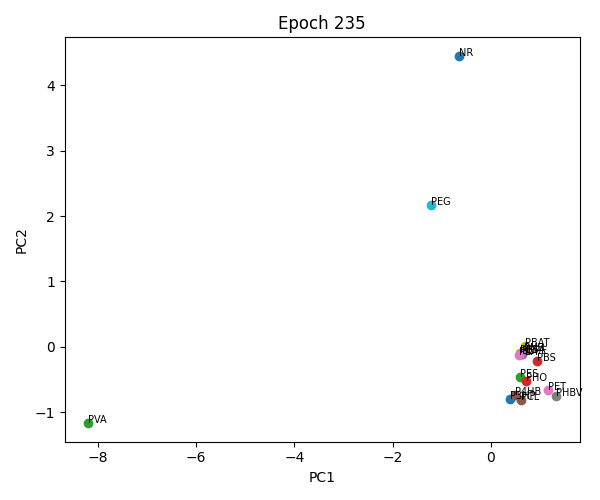 Epoch 235
NR
PEG
PBAT
PBS
PES
PHO
PET
P4HB
PHBV
PCL
PVA
PC2
4
3
2
1
0
−1
−8
−6
−4
−2
0
PC1